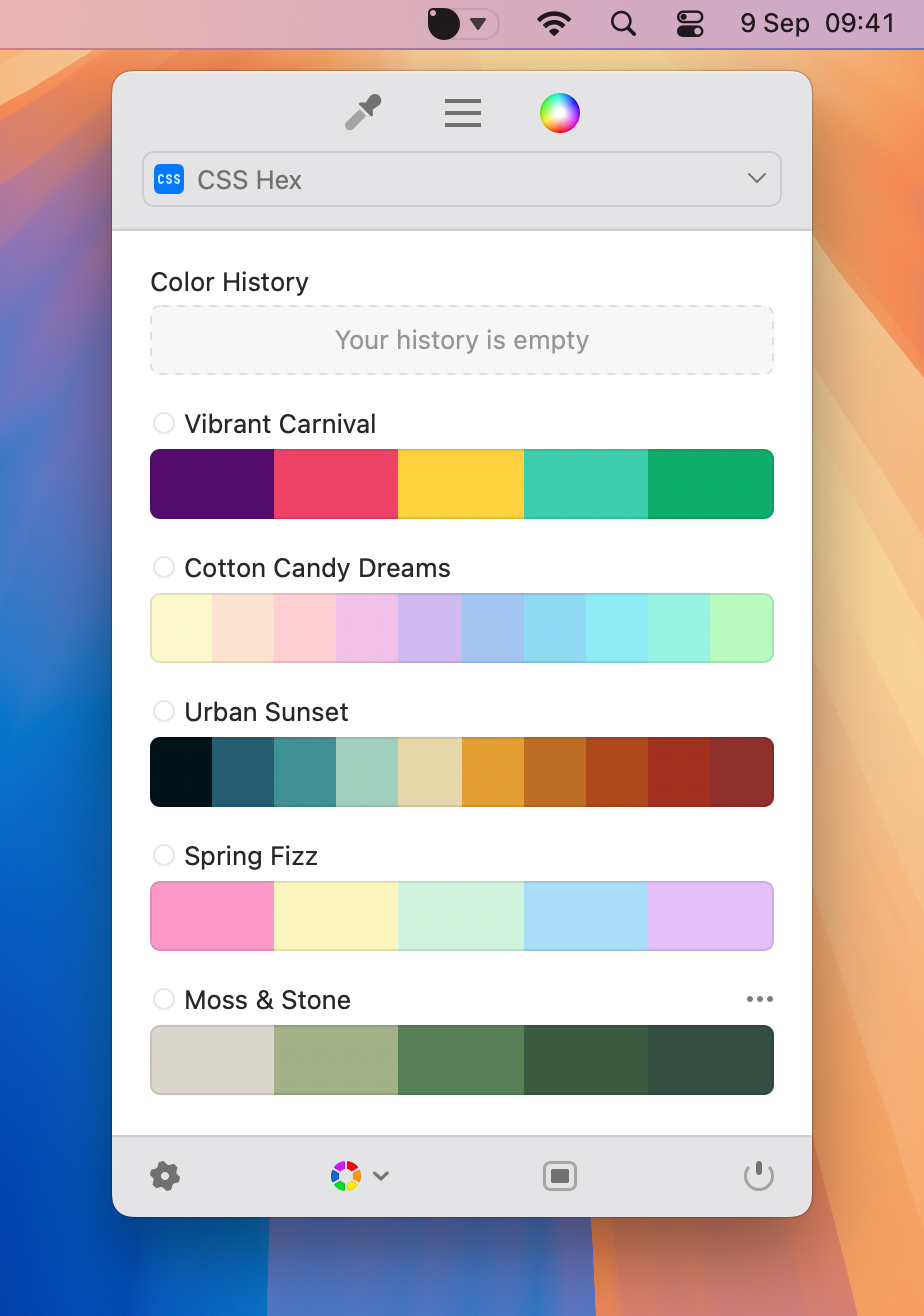 9 Sep 09:41
CSS CSS Hex
Color History
Your history is empty
Vibrant Carnival
Cotton Candy Dreams
Urban Sunset
Spring Fizz
Moss & Stone